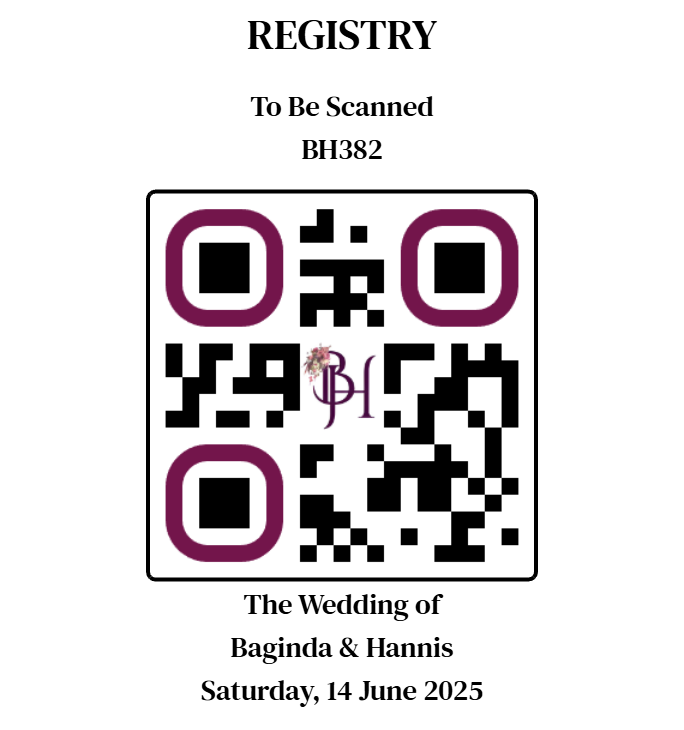 REGISTRY
To Be Scanned
BH382
BH
The Wedding of
Baginda & Hannis
Saturday, 14 June 2025